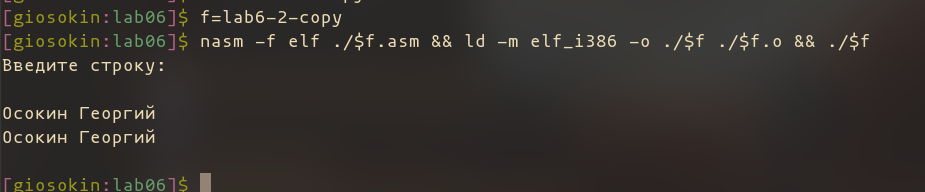 [giosokin:lab06]$ f=lab6-2-copy
[giosokin:lab06]$ nasm -f elf ./$f.asm && ld -m elf_i386 -o ./$f ./$f.o && ./$f
Введите строку:
Осокин Георгий
Осокин Георгий
[giosokin:lab06]$